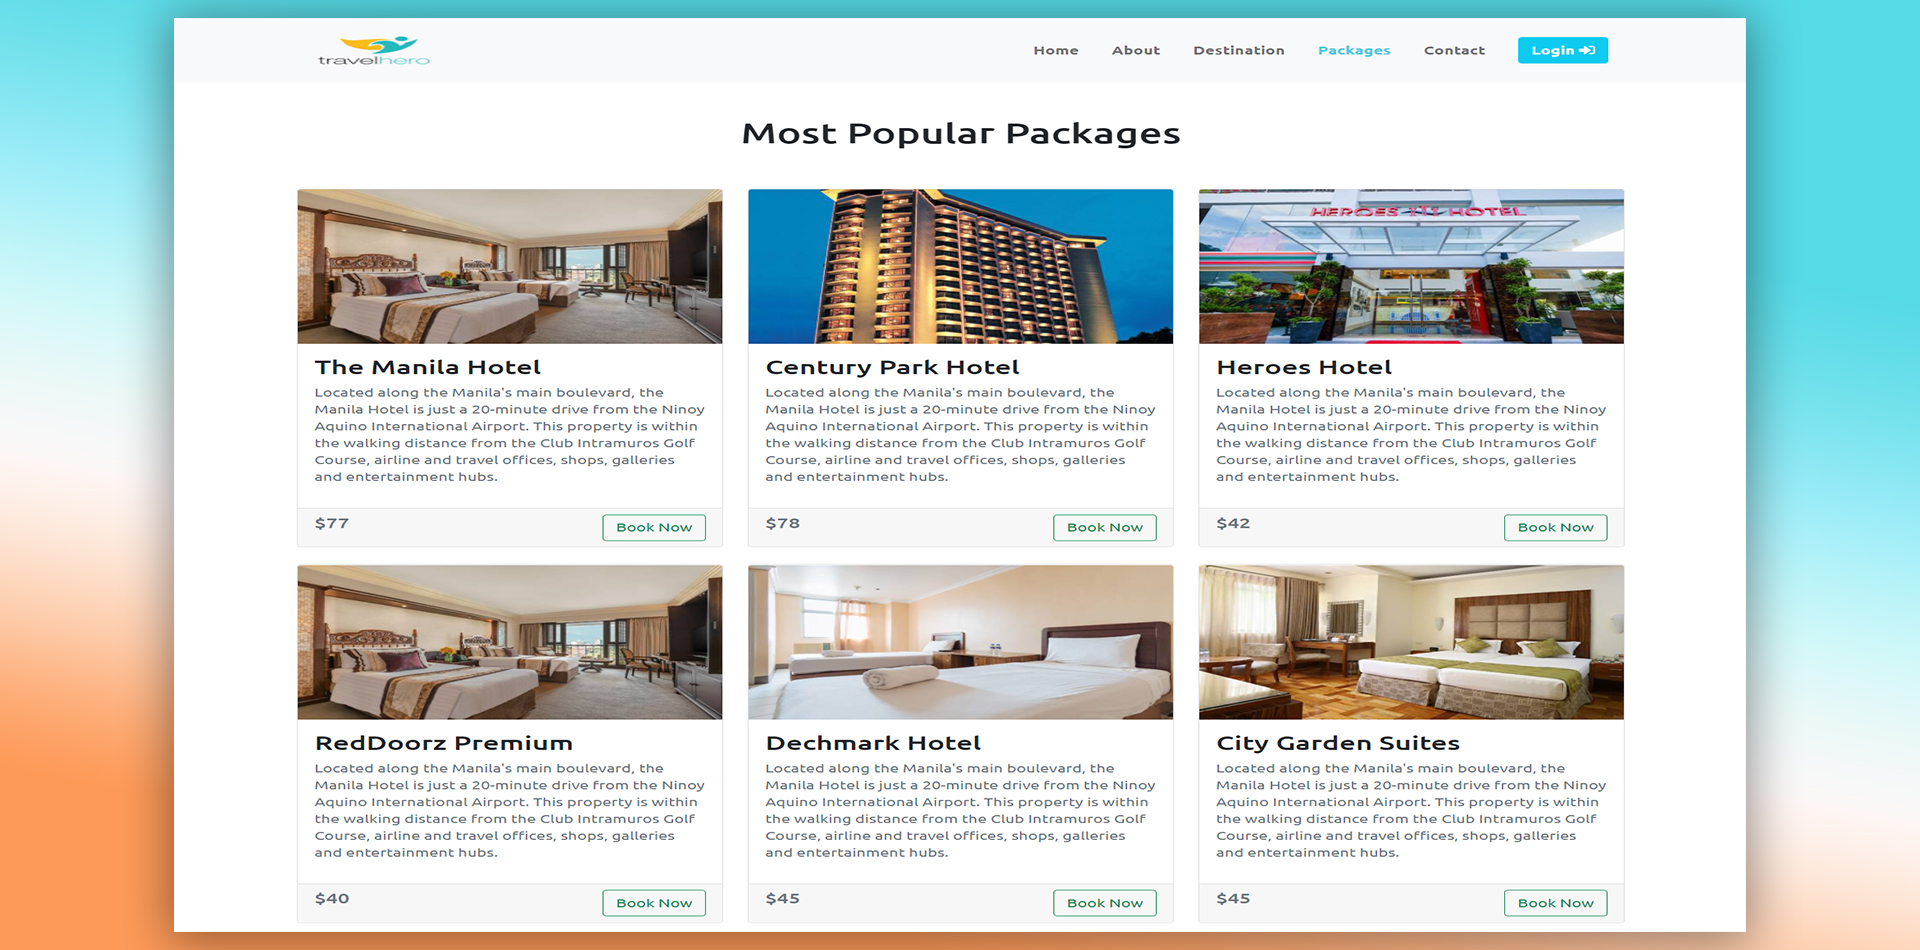 travelhero
Home About Destination Packages Contact Login
Most Popular Packages
HEROES HOTEL
The Manila Hotel
Located along the Manila's main boulevard, the
Manila Hotel is just a 20-minute drive from the Ninoy
Aquino International Airport. This property is within
the walking distance from the Club Intramuros Golf
Course, airline and travel offices, shops, galleries
and entertainment hubs.
$77 Book Now
Century Park Hotel
Located along the Manila's main boulevard, the
Manila Hotel is just a 20-minute drive from the Ninoy
Aquino International Airport. This property is within
the walking distance from the Club Intramuros Golf
Course, airline and travel offices, shops, galleries
and entertainment hubs.
$78 Book Now
Heroes Hotel
Located along the Manila's main boulevard, the
Manila Hotel is just a 20-minute drive from the Ninoy
Aquino International Airport. This property is within
the walking distance from the Club Intramuros Golf
Course, airline and travel offices, shops, galleries
and entertainment hubs.
$42 Book Now
RedDoorz Premium
Located along the Manila's main boulevard, the
Manila Hotel is just a 20-minute drive from the Ninoy
Aquino International Airport. This property is within
the walking distance from the Club Intramuros Golf
Course, airline and travel offices, shops, galleries
and entertainment hubs.
$40 Book Now
Dechmark Hotel
Located along the Manila's main boulevard, the
Manila Hotel is just a 20-minute drive from the Ninoy
Aquino International Airport. This property is within
the walking distance from the Club Intramuros Golf
Course, airline and travel offices, shops, galleries
and entertainment hubs.
$45 Book Now
City Garden Suites
Located along the Manila's main boulevard, the
Manila Hotel is just a 20-minute drive from the Ninoy
Aquino International Airport. This property is within
the walking distance from the Club Intramuros Golf
Course, airline and travel offices, shops, galleries
and entertainment hubs.
$45 Book Now